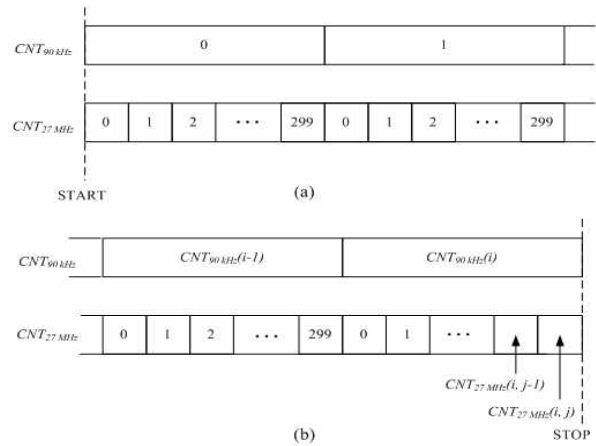 CNT90 kHz 0 1
CNT27 MHz 0 1 2 ... 299 0 1 2 ... 299
START
(a)
CNT90 kHz CNT90 kHz(i-1) CNT90 kHz(i)
CNT27 MHz 0 1 2 ... 299 0 1 ...
CNT27 MHz(i, j-1)
CNT27 MHz(i, j)
(b) STOP